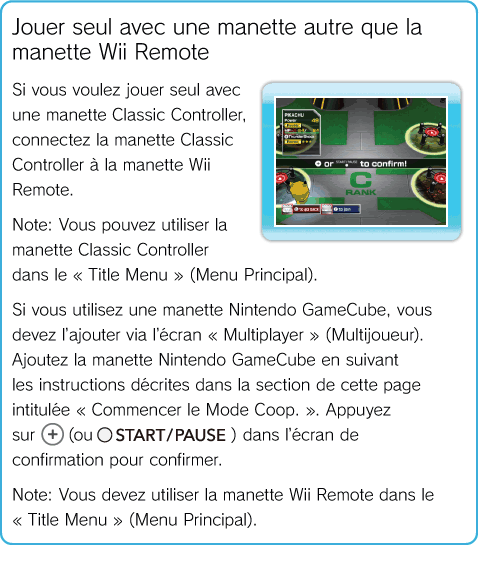 Jouer seul avec une manette autre que la
manette Wii Remote
Si vous voulez jouer seul avec
une manette Classic Controller,
connectez la manette Classic
Controller à la manette Wii
Remote.
PIKACHU
Power
or START/PAUSE to confirm!
C
RANK
Note: Vous pouvez utiliser la
manette Classic Controller
dans le « Title Menu » (Menu Principal).
Si vous utilisez une manette Nintendo GameCube, vous
devez l'ajouter via l'écran « Multiplayer » (Multijoueur).
Ajoutez la manette Nintendo GameCube en suivant
les instructions décrites dans la section de cette page
intitulée « Commencer le Mode Coop. ». Appuyez
sur + (ou START/PAUSE ) dans l'écran de
confirmation pour confirmer.
Note: Vous devez utiliser la manette Wii Remote dans le
« Title Menu » (Menu Principal).